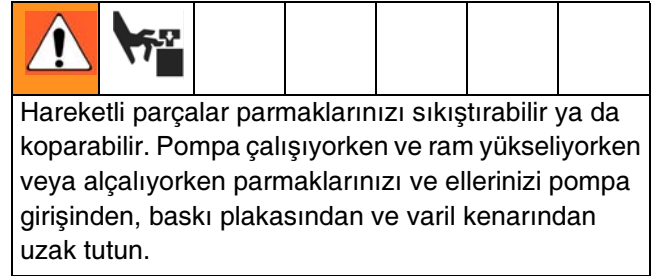 Hareketli parçalar parmaklarınızı sıkıştırabilir ya da
koparabilir. Pompa çalışıyorken ve ram yükseliyorken
veya alçalıyorken parmaklarınızı ve ellerinizi pompa
girişinden, baskı plakasından ve varil kenarından
uzak tutun.